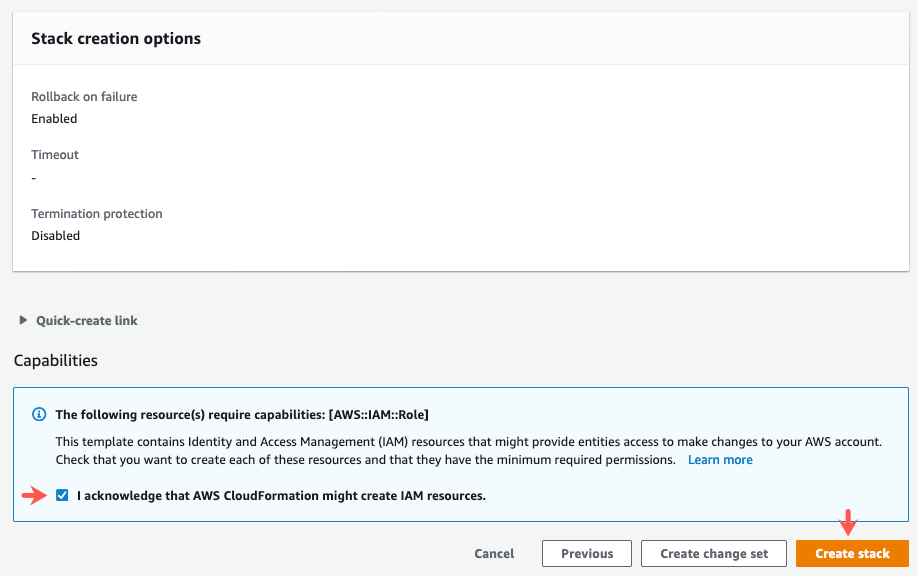 Stack creation options
Rollback on failure
Enabled
Timeout
-
Termination protection
Disabled
Quick-create link
Capabilities
The following resource(s) require capabilities: [AWS::IAM::Role]
This template contains Identity and Access Management (IAM) resources that might provide entities access to make changes to your AWS account.
Check that you want to create each of these resources and that they have the minimum required permissions. Learn more
I acknowledge that AWS CloudFormation might create IAM resources.
Cancel Previous Create change set Create stack